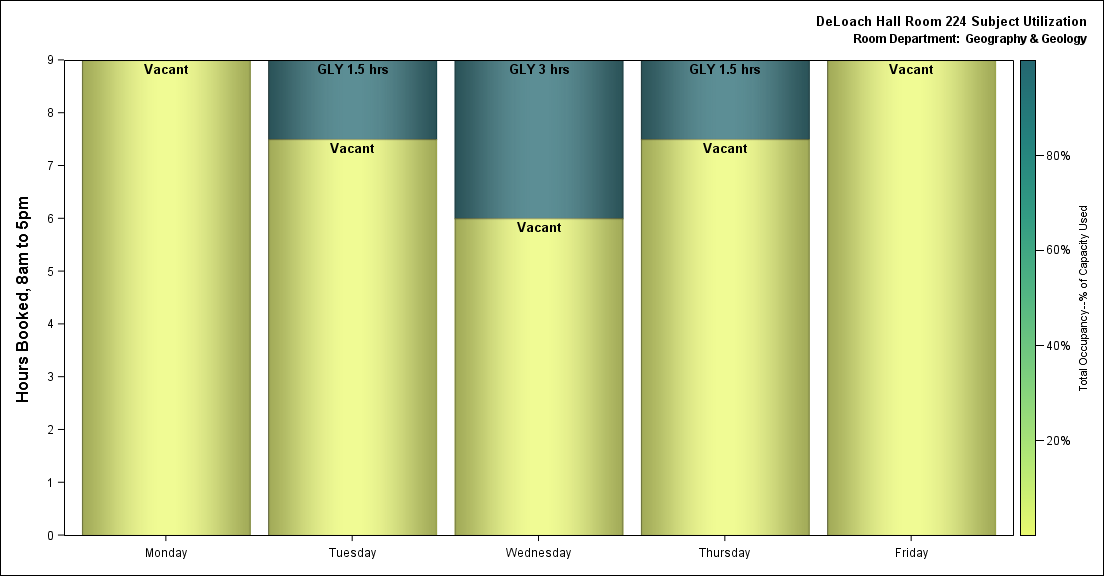 DeLoach Hall Room 224 Subject Utilization
Room Department: Geography & Geology
Hours Booked, 8am to 5pm
9
8
7
6
5
4
3
2
1
0
Vacant
GLY 1.5 hrs
Vacant
GLY 3 hrs
Vacant
GLY 1.5 hrs
Vacant
Vacant
Monday
Tuesday
Wednesday
Thursday
Friday
80%
60%
40%
20%
Total Occupancy--% of Capacity Used